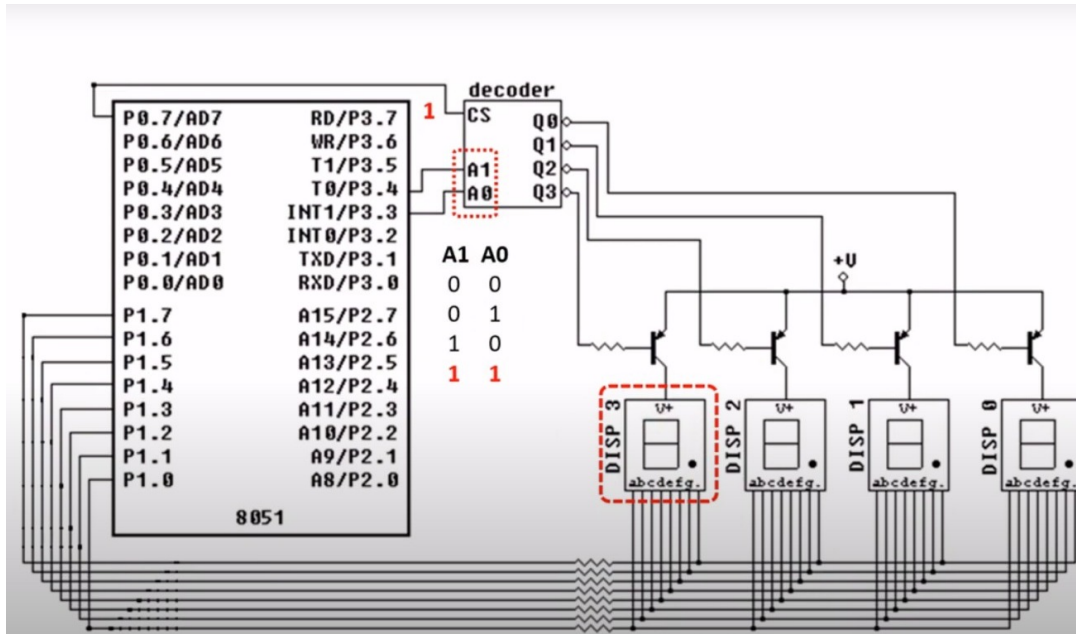 decoder
1 CS
Q0
Q1
Q2
Q3
A1
A0
P0.7/AD7 RD/P3.7
P0.6/AD6 WR/P3.6
P0.5/AD5 T1/P3.5
P0.4/AD4 T0/P3.4
P0.3/AD3 INT1/P3.3
P0.2/AD2 INT0/P3.2
P0.1/AD1 TXD/P3.1
P0.0/AD0 RXD/P3.0
P1.7 A15/P2.7
P1.6 A14/P2.6
P1.5 A13/P2.5
P1.4 A12/P2.4
P1.3 A11/P2.3
P1.2 A10/P2.2
P1.1 A9/P2.1
P1.0 A8/P2.0
8051
A1 A0
0 0
0 1
1 0
1 1
+V
DISP 3
V+
abcdefg.
DISP 2
V+
abcdefg.
DISP 1
V+
abcdefg.
DISP 0
V+
abcdefg.